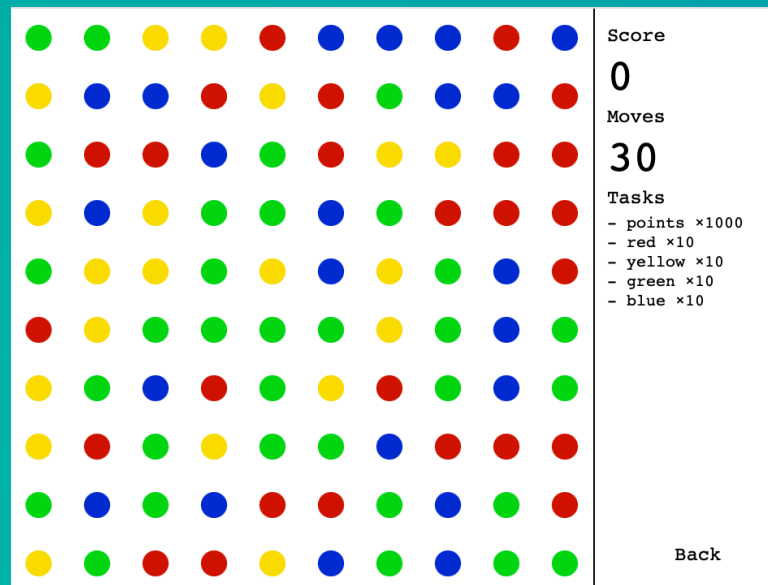 Score
0
Moves
30
Tasks
- points ×1000
- red ×10
- yellow ×10
- green ×10
- blue ×10
Back